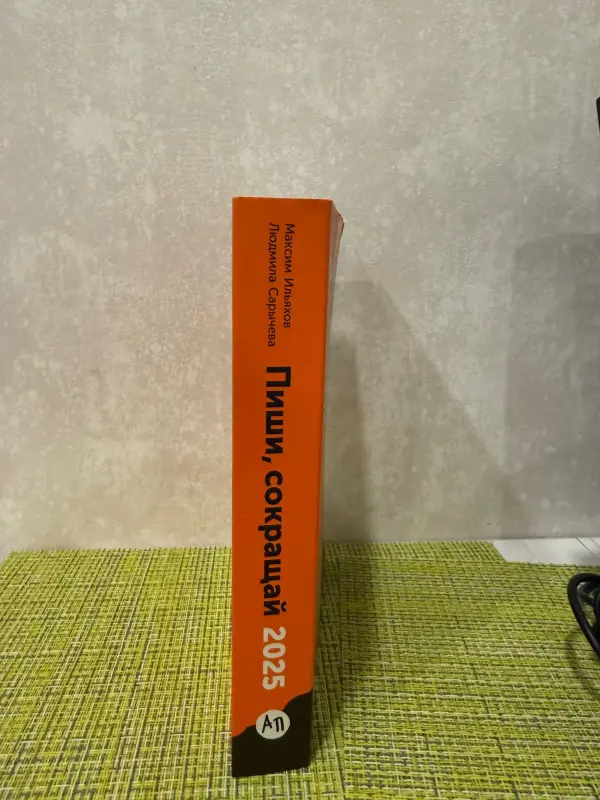 Максим Ильяхов
Людмила Сарычева
Пиши, сокращай 2025
АП